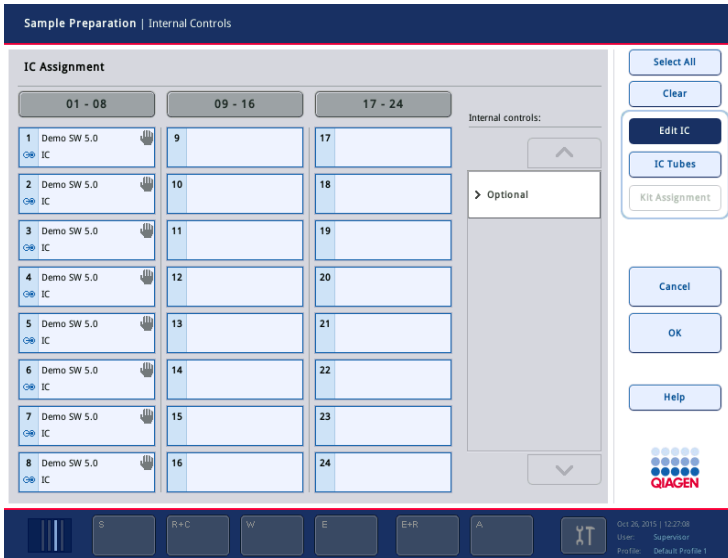 Sample Preparation | Internal Controls
IC Assignment
01 - 08
09 - 16
17 - 24
Internal controls:
1 Demo SW 5.0
IC
2 Demo SW 5.0
IC
3 Demo SW 5.0
IC
4 Demo SW 5.0
IC
5 Demo SW 5.0
IC
6 Demo SW 5.0
IC
7 Demo SW 5.0
IC
8 Demo SW 5.0
IC
9
10
11
12
13
14
15
16
17
18
19
20
21
22
23
24
Optional
Select All
Clear
Edit IC
IC Tubes
Kit Assignment
Cancel
OK
Help
QIAGEN
S
R+C
W
E
E+R
A
Oct 26, 2015 | 12:27:08
User: Supervisor
Profile: Default Profile 1